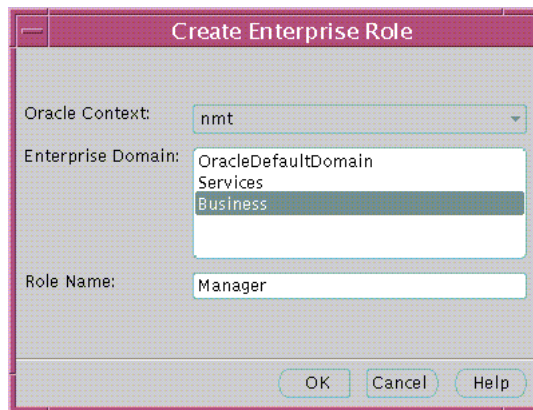 Create Enterprise Role
Oracle Context: nmt
Enterprise Domain: OracleDefaultDomain
Services
Business
Role Name: Manager
OK Cancel Help